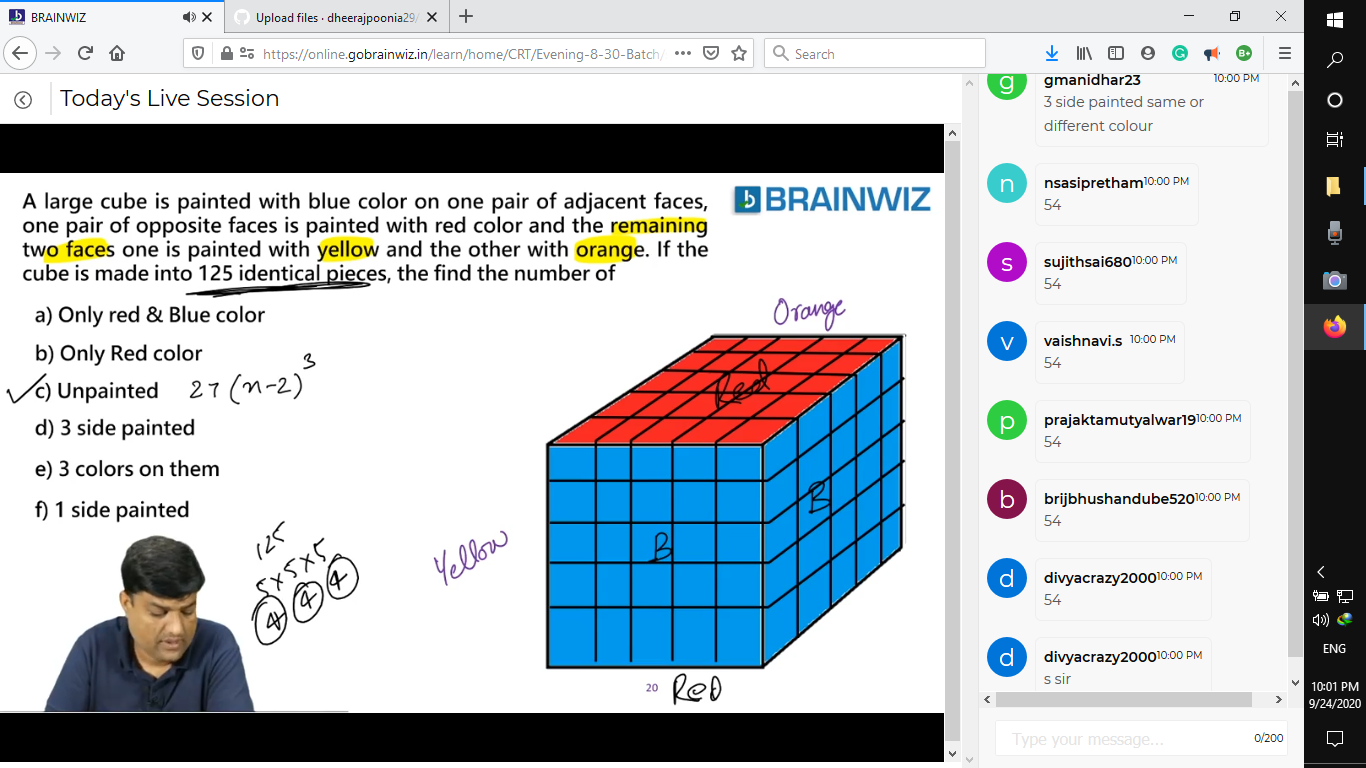 BRAINWIZ
Upload files · dheerajpoonia29/
https://online.gobrainwiz.in/learn/home/CRT/Evening-8-30-Batch/
Search
Today's Live Session
A large cube is painted with blue color on one pair of adjacent faces,
one pair of opposite faces is painted with red color and the remaining
two faces one is painted with yellow and the other with orange. If the
cube is made into 125 identical pieces, the find the number of
BRAINWIZ
a) Only red & Blue color
b) Only Red color
c) Unpainted 27 (n-2)³
d) 3 side painted
e) 3 colors on them
f) 1 side painted
125
5×5×5
4 4 4
Orange
Red
B
B
Yellow
20 Red
gmanidhar23 10:00 PM
3 side painted same or
different colour
n
nsasipretham 10:00 PM
54
s
sujithsai680 10:00 PM
54
v
vaishnavi.s 10:00 PM
54
p
prajaktamutyalwar19 10:00 PM
54
b
brijbhushandube520 10:00 PM
54
d
divyacrazy2000 10:00 PM
54
d
divyacrazy2000 10:00 PM
s sir
Type your message...
0/200
ENG
10:01 PM
9/24/2020